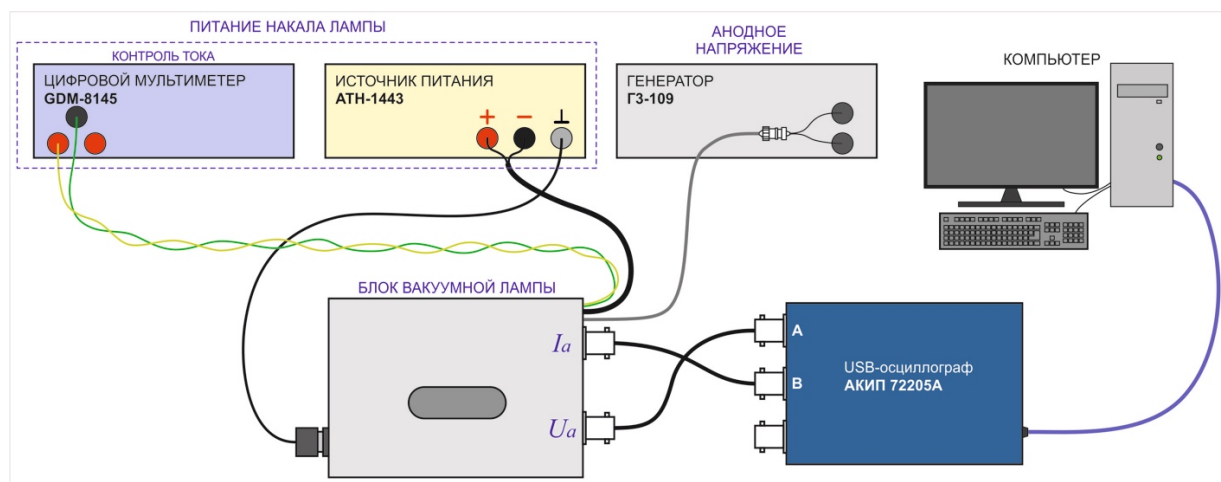 ПИТАНИЕ НАКАЛА ЛАМПЫ
КОНТРОЛЬ ТОКА
ЦИФРОВОЙ МУЛЬТИМЕТР
GDM-8145
ИСТОЧНИК ПИТАНИЯ
АТН-1443
+ − ⊥
АНОДНОЕ
НАПРЯЖЕНИЕ
ГЕНЕРАТОР
ГЗ-109
КОМПЬЮТЕР
БЛОК ВАКУУМНОЙ ЛАМПЫ
Ia
Ua
A
B
USB-осциллограф
АКИП 72205А